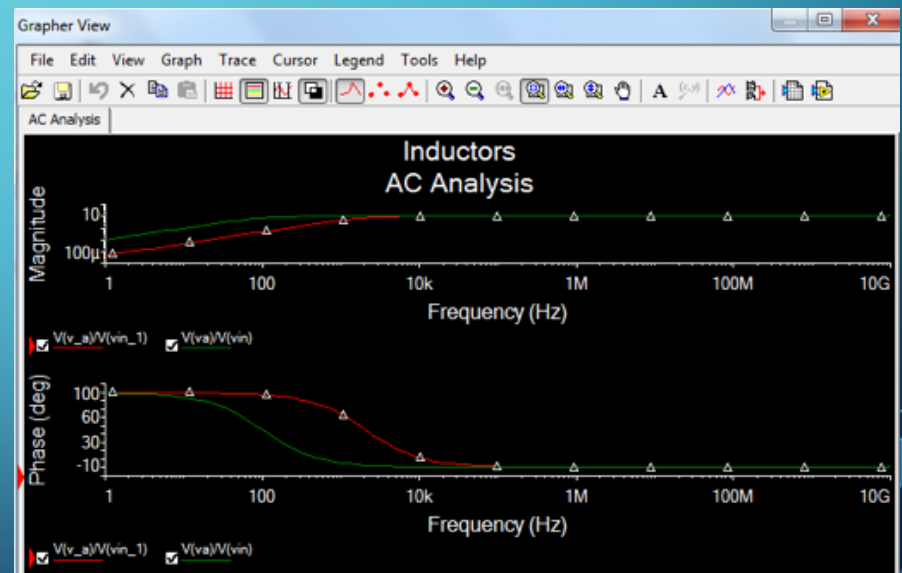 Grapher View
File Edit View Graph Trace Cursor Legend Tools Help
A
AC Analysis
Inductors
AC Analysis
Magnitude
10
100µ
1 100 10k 1M 100M 10G
Frequency (Hz)
V(v_a)/V(vin_1) V(va)/V(vin)
Phase (deg)
100
60
30
-10
1 100 10k 1M 100M 10G
Frequency (Hz)
V(v_a)/V(vin_1) V(va)/V(vin)